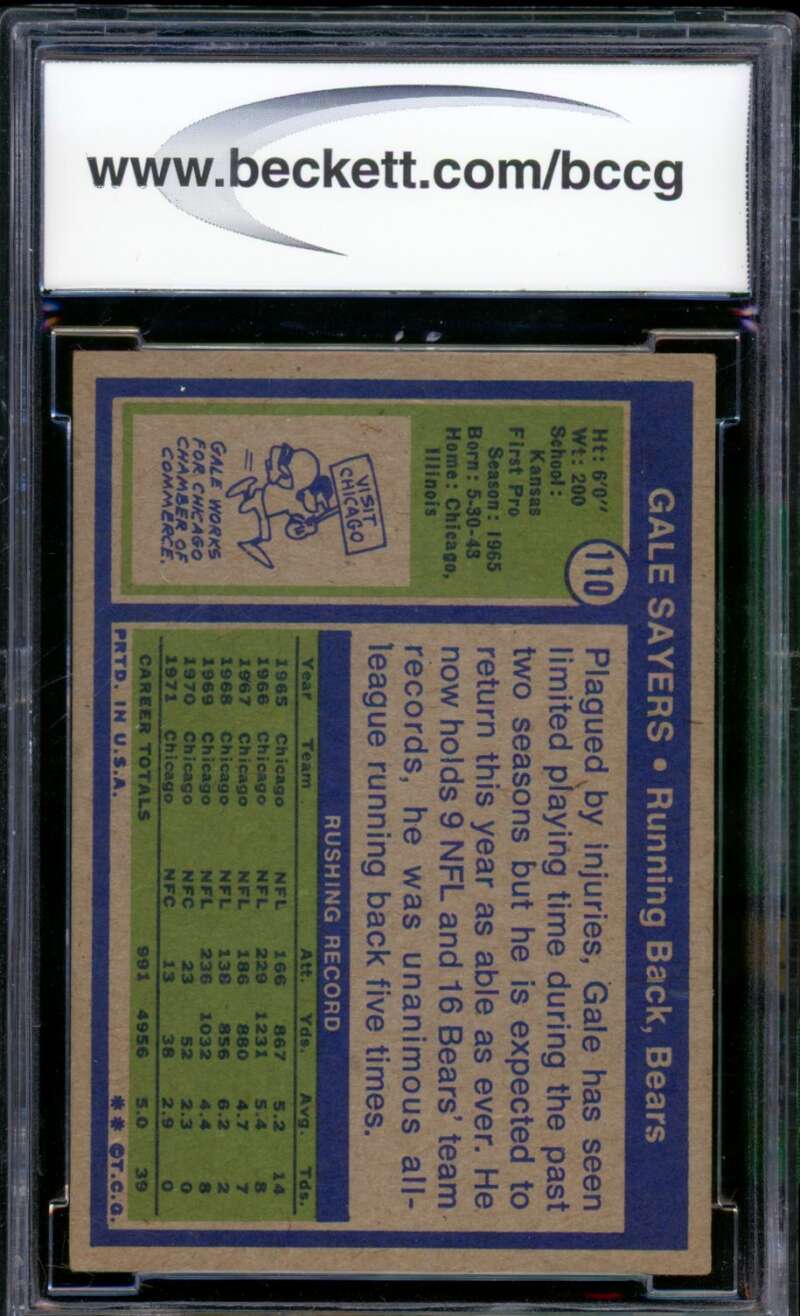 www.beckett.com/bccg
GALE SAYERS • Running Back, Bears
110
Ht: 6'0"
Wt: 200
School:
Kansas
First Pro
Season: 1965
Born: 5-30-43
Home: Chicago,
Illinois
VISIT
CHICAGO
GALE WORKS
FOR CHICAGO
CHAMBER OF
COMMERCE.
Plagued by injuries, Gale has seen
limited playing time during the past
two seasons but he is expected to
return this year as able as ever. He
now holds 9 NFL and 16 Bears' team
records, he was unanimous all-
league running back five times.
RUSHING RECORD
Year Team Att. Yds. Avg. Tds.
1965 Chicago NFL 166 867 5.2 14
1966 Chicago NFL 229 1231 5.4 8
1967 Chicago NFL 186 880 4.7 7
1968 Chicago NFL 138 856 6.2 2
1969 Chicago NFL 236 1032 4.4 8
1970 Chicago NFC 23 52 2.3 0
1971 Chicago NFC 13 38 2.9 0
CAREER TOTALS 991 4956 5.0 39
PRTD. IN U.S.A. ** ©T.C.G.